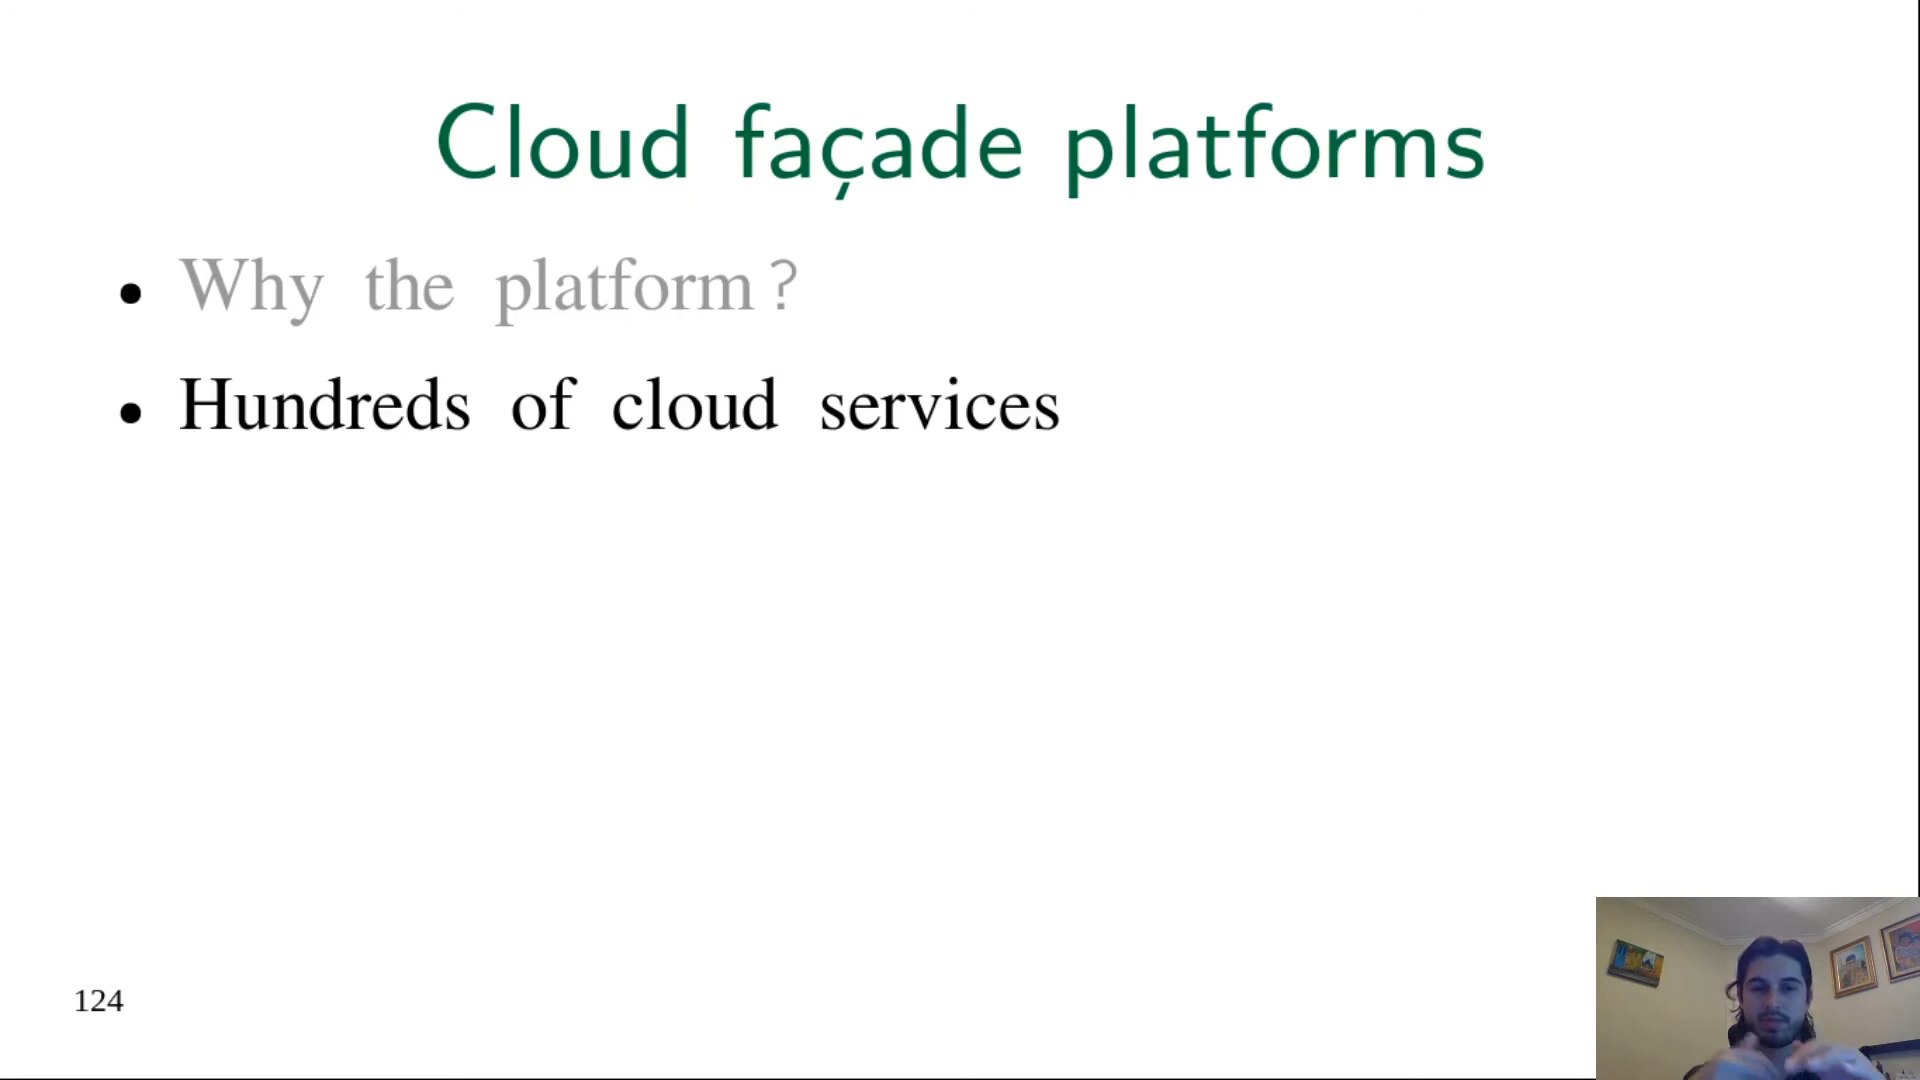 Cloud façade platforms
• Why the platform?
• Hundreds of cloud services
124